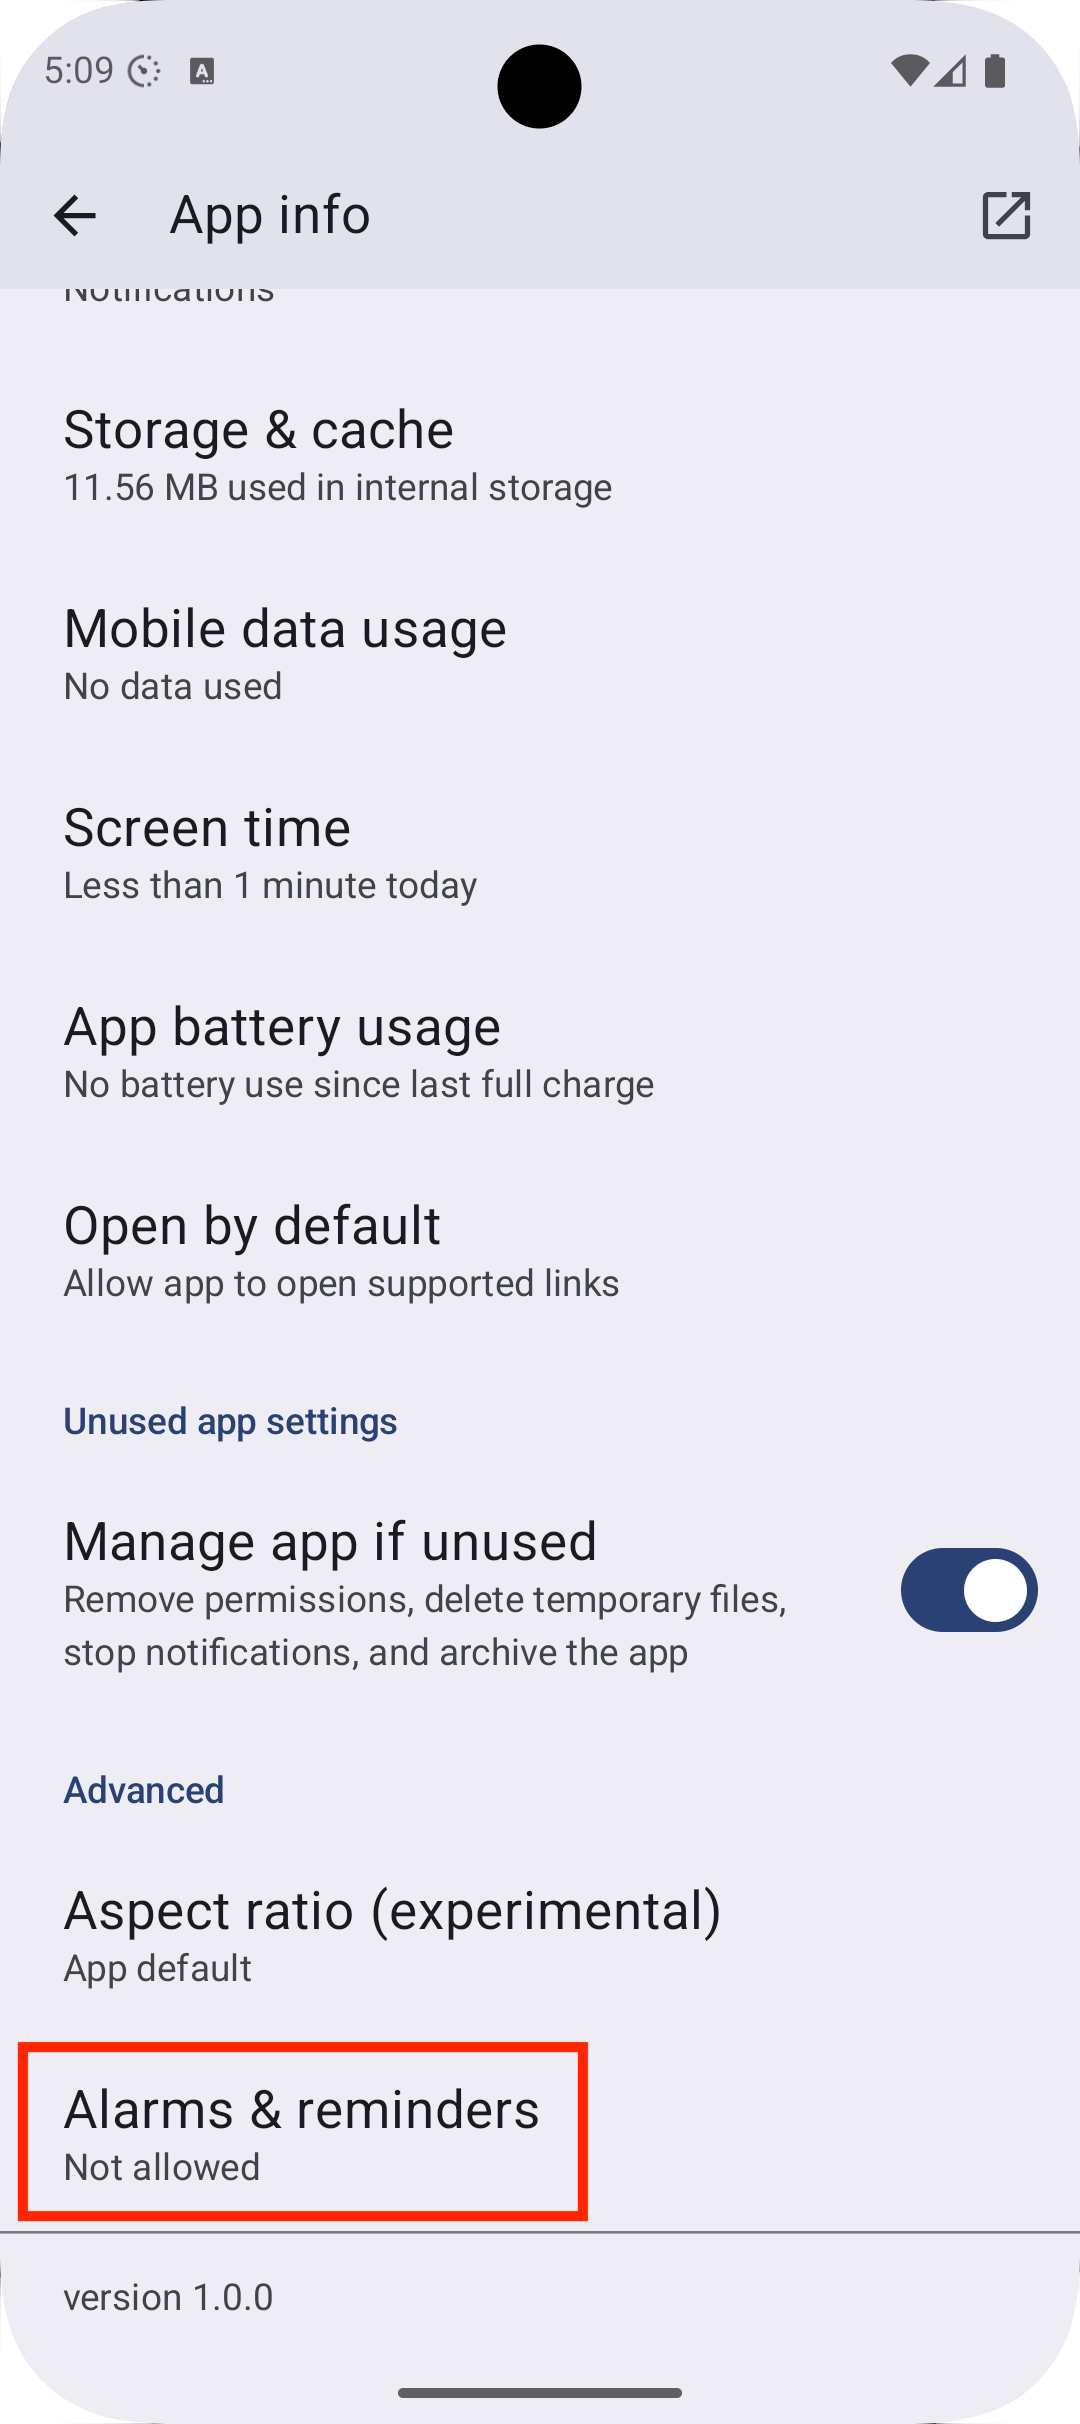 5:09
App info
Notifications
Storage & cache
11.56 MB used in internal storage
Mobile data usage
No data used
Screen time
Less than 1 minute today
App battery usage
No battery use since last full charge
Open by default
Allow app to open supported links
Unused app settings
Manage app if unused
Remove permissions, delete temporary files,
stop notifications, and archive the app
Advanced
Aspect ratio (experimental)
App default
Alarms & reminders
Not allowed
version 1.0.0